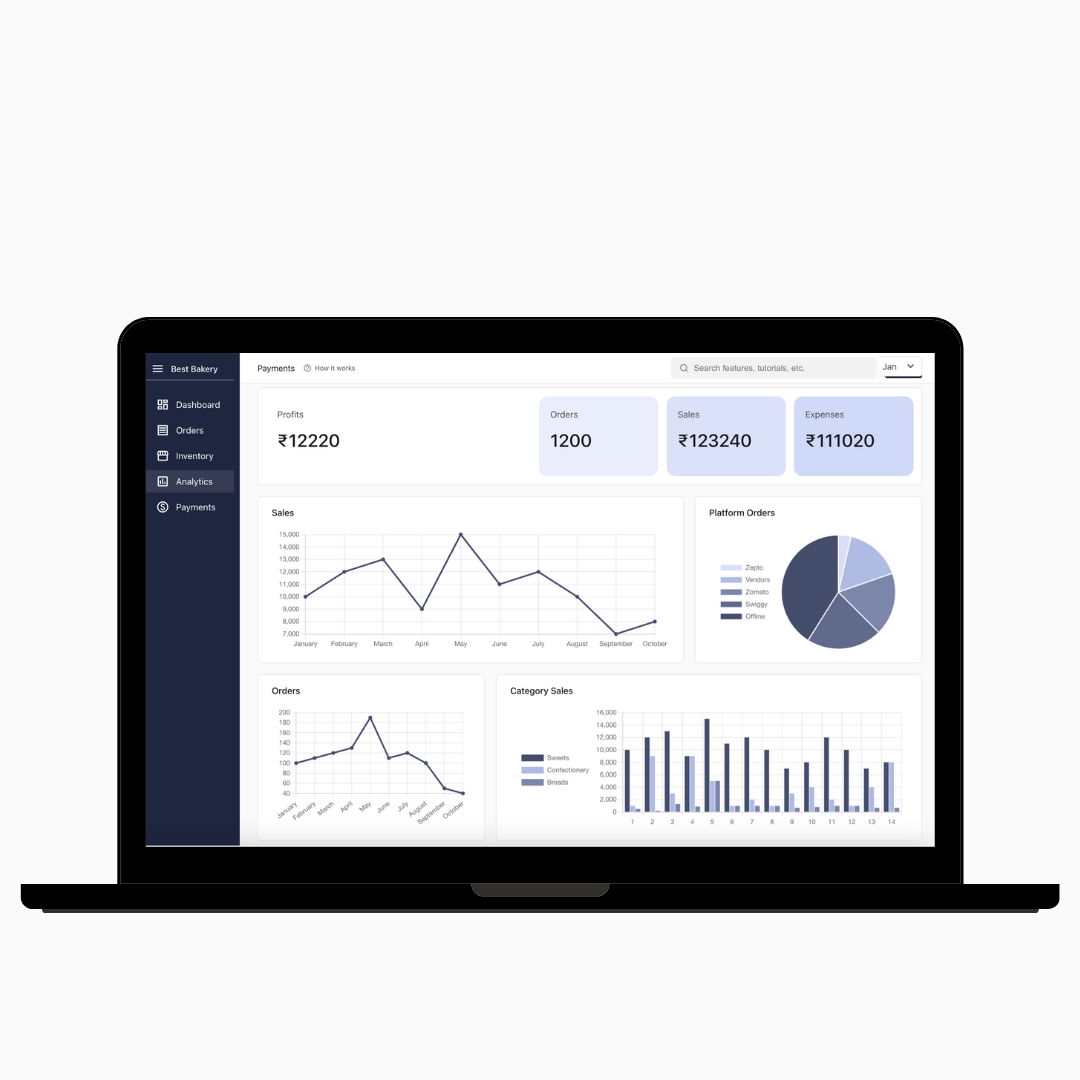 Best Bakery
Dashboard
Orders
Inventory
Analytics
Payments
Payments How it works
Search features, tutorials, etc.
Jan
Profits
₹12220
Orders
1200
Sales
₹123240
Expenses
₹111020
Sales
15,000
14,000
13,000
12,000
11,000
10,000
9,000
8,000
7,000
January February March April May June July August September October
Platform Orders
Zepto
Vendors
Zomato
Swiggy
Offline
Orders
200
180
160
140
120
100
80
60
40
January February March April May June July August September October
Category Sales
Sweets
Confectionery
Breads
16,000
14,000
12,000
10,000
8,000
6,000
4,000
2,000
0
1 2 3 4 5 6 7 8 9 10 11 12 13 14